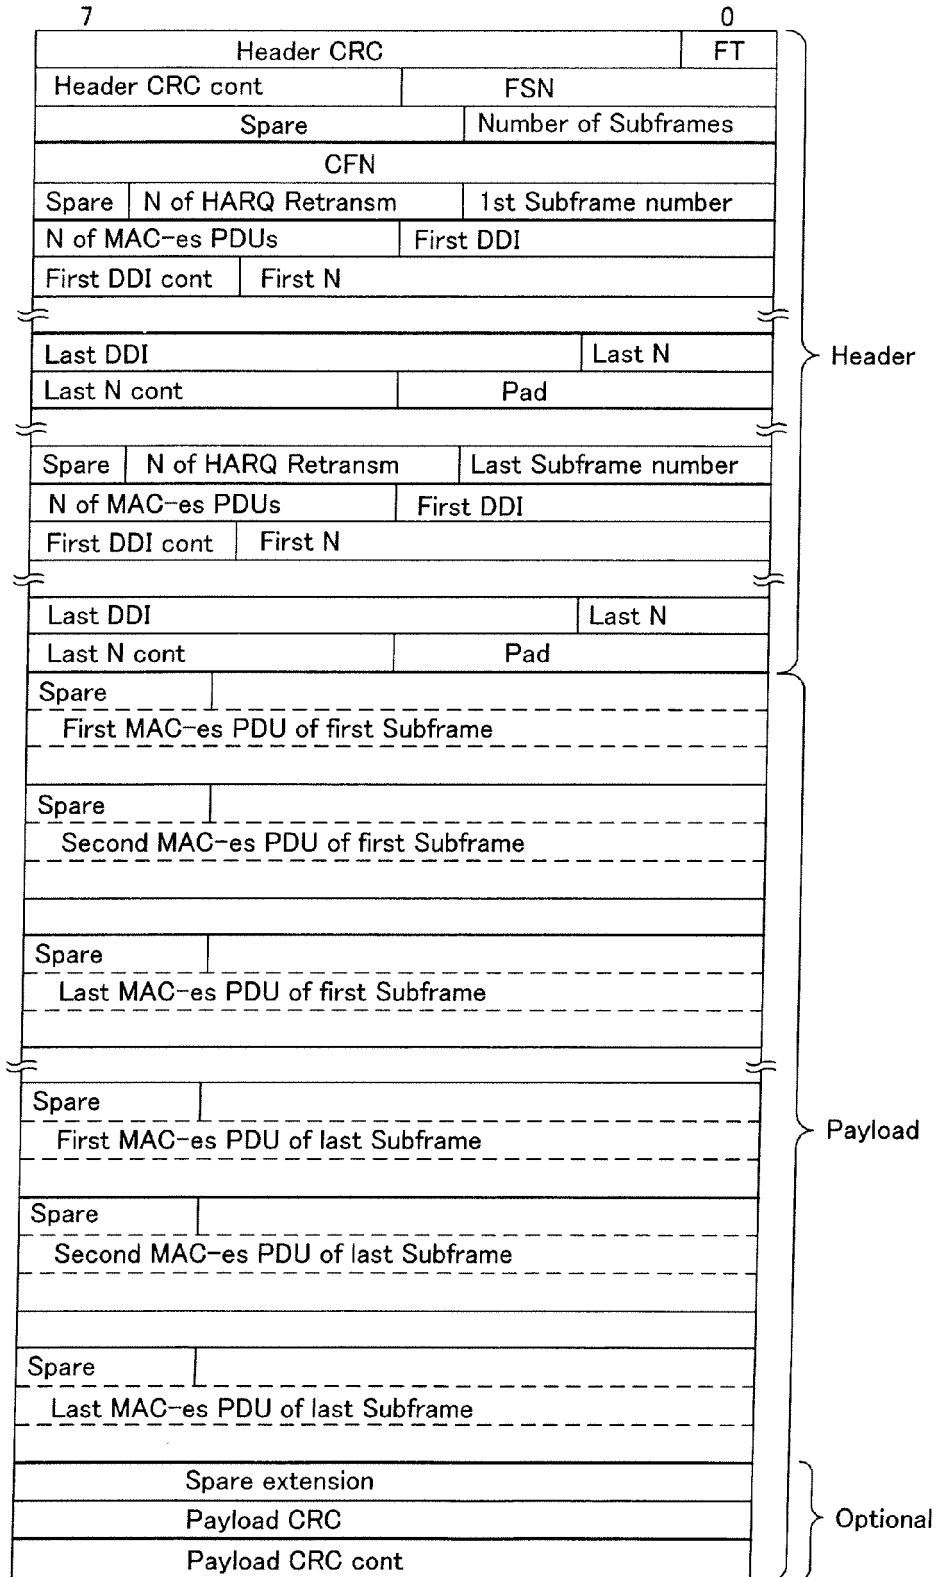 7 0
Header CRC FT
Header CRC cont FSN
Spare Number of Subframes
CFN
Spare N of HARQ Retransm 1st Subframe number
N of MAC-es PDUs First DDI
First DDI cont First N
Last DDI Last N
Header
Last N cont Pad
Spare N of HARQ Retransm Last Subframe number
N of MAC-es PDUs First DDI
First DDI cont First N
Last DDI Last N
Last N cont Pad
Spare
First MAC-es PDU of first Subframe
Spare
Second MAC-es PDU of first Subframe
Spare
Last MAC-es PDU of first Subframe
Spare
First MAC-es PDU of last Subframe
Payload
Spare
Second MAC-es PDU of last Subframe
Spare
Last MAC-es PDU of last Subframe
Spare extension
Payload CRC
Optional
Payload CRC cont